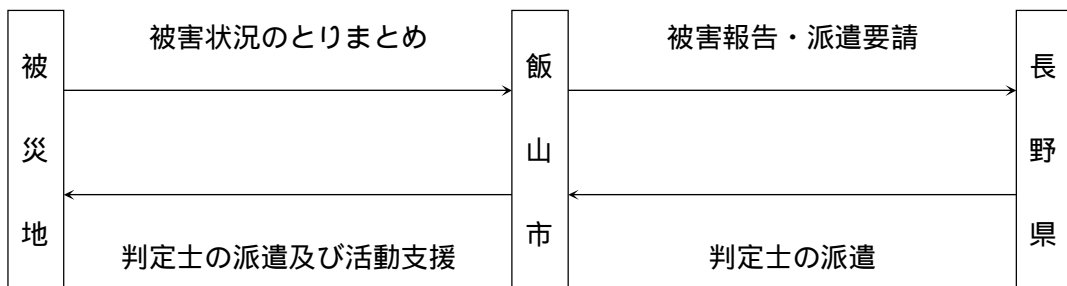 被災地
被害状況のとりまとめ
判定士の派遣及び活動支援
飯山市
被害報告・派遣要請
判定士の派遣
長野県